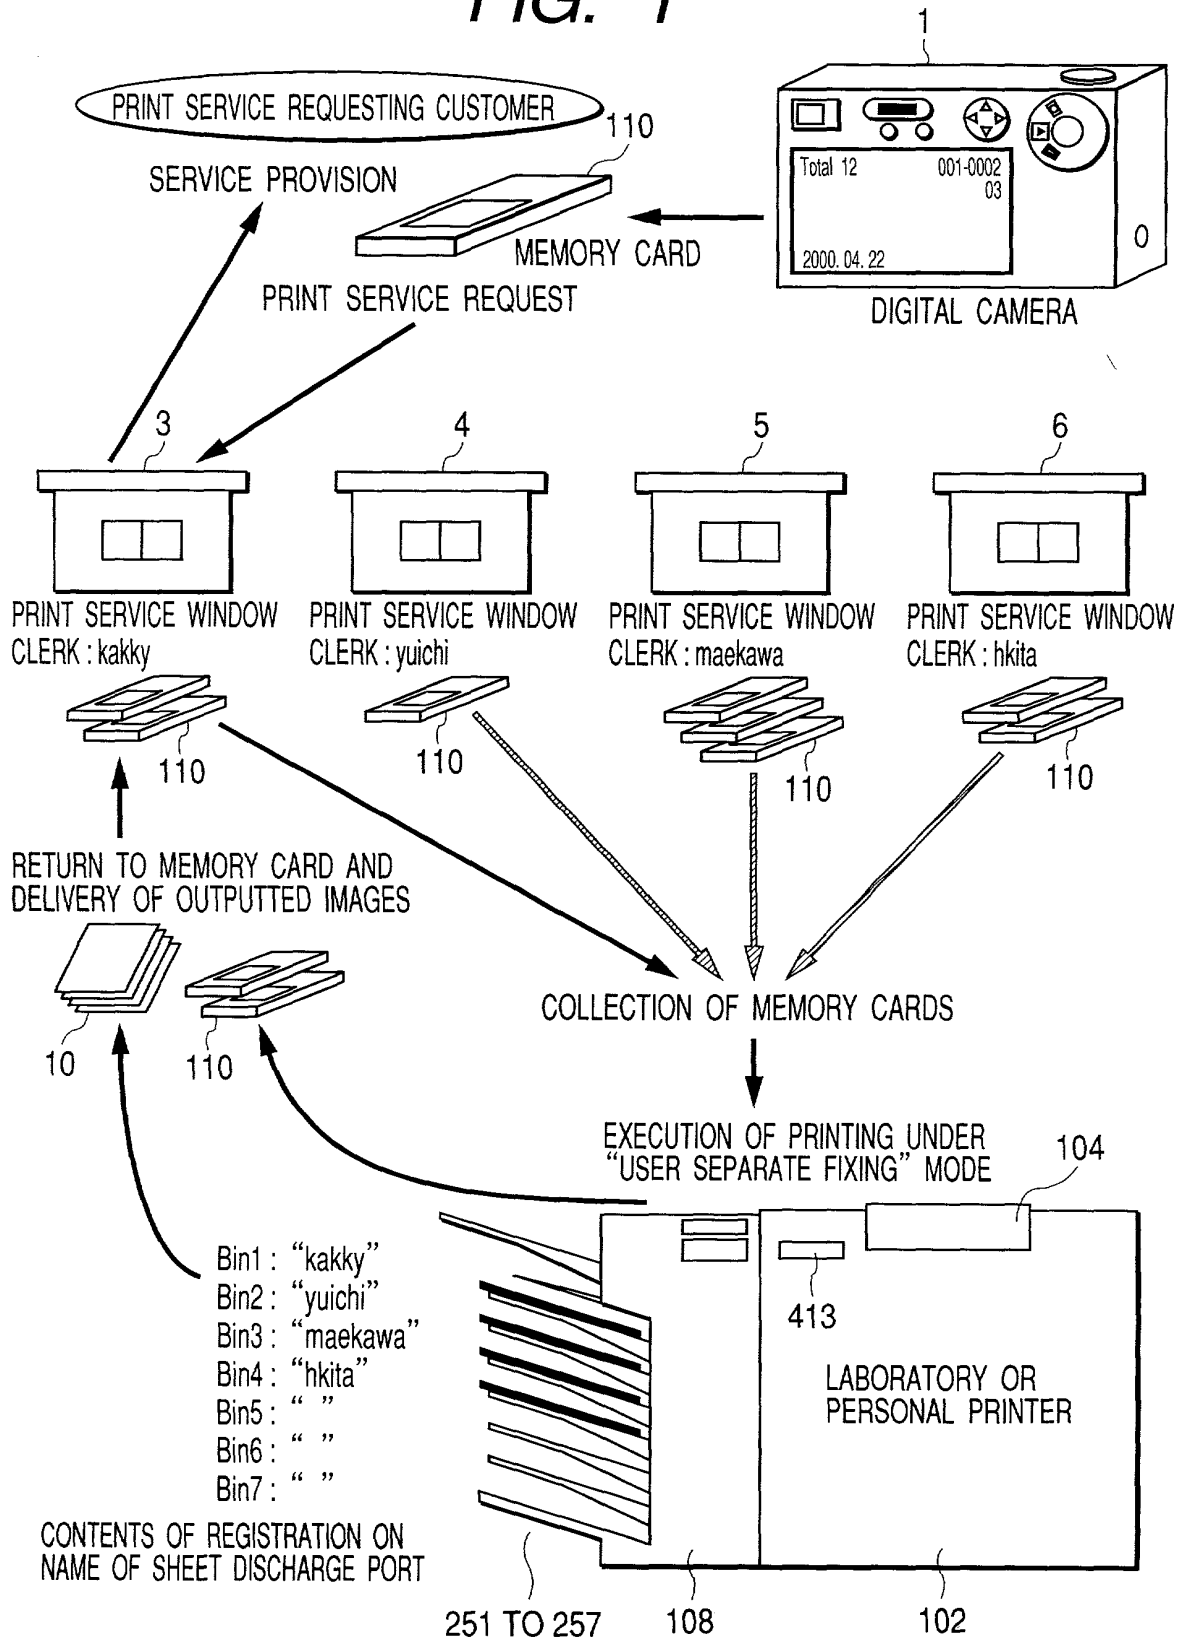 FIG. 1
1
PRINT SERVICE REQUESTING CUSTOMER
110
SERVICE PROVISION
Total 12 001-0002
03
2000.04.22
MEMORY CARD
PRINT SERVICE REQUEST
DIGITAL CAMERA
3 4 5 6
PRINT SERVICE WINDOW
CLERK : kakky
PRINT SERVICE WINDOW
CLERK : yuichi
PRINT SERVICE WINDOW
CLERK : maekawa
PRINT SERVICE WINDOW
CLERK : hkita
110 110 110 110
RETURN TO MEMORY CARD AND
DELIVERY OF OUTPUTTED IMAGES
10 110
COLLECTION OF MEMORY CARDS
EXECUTION OF PRINTING UNDER
“USER SEPARATE FIXING” MODE
104
413
Bin1 : “kakky”
Bin2 : “yuichi”
Bin3 : “maekawa”
Bin4 : “hkita”
Bin5 : “ ”
Bin6 : “ ”
Bin7 : “ ”
LABORATORY OR
PERSONAL PRINTER
CONTENTS OF REGISTRATION ON
NAME OF SHEET DISCHARGE PORT
251 TO 257 108 102